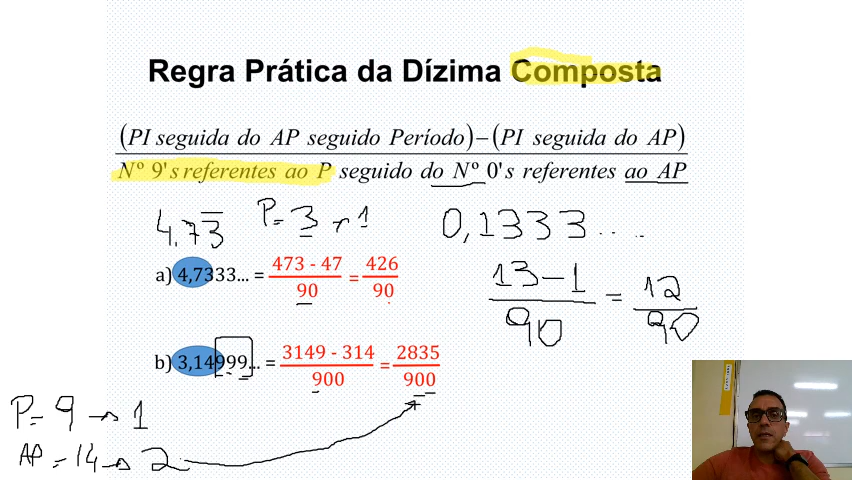 Regra Prática da Dízima Composta
(PI seguida do AP seguido Período) – (PI seguida do AP)
Nº 9's referentes ao P seguido do Nº 0's referentes ao AP
4,73̅ P= 3 → 1 0,1333...
a) 4,7333... = 473 - 47 / 90 = 426 / 90
13-1 / 90 = 12 / 90
b) 3,14999... = 3149 - 314 / 900 = 2835 / 900
P= 9 → 1
AP = 14 → 2